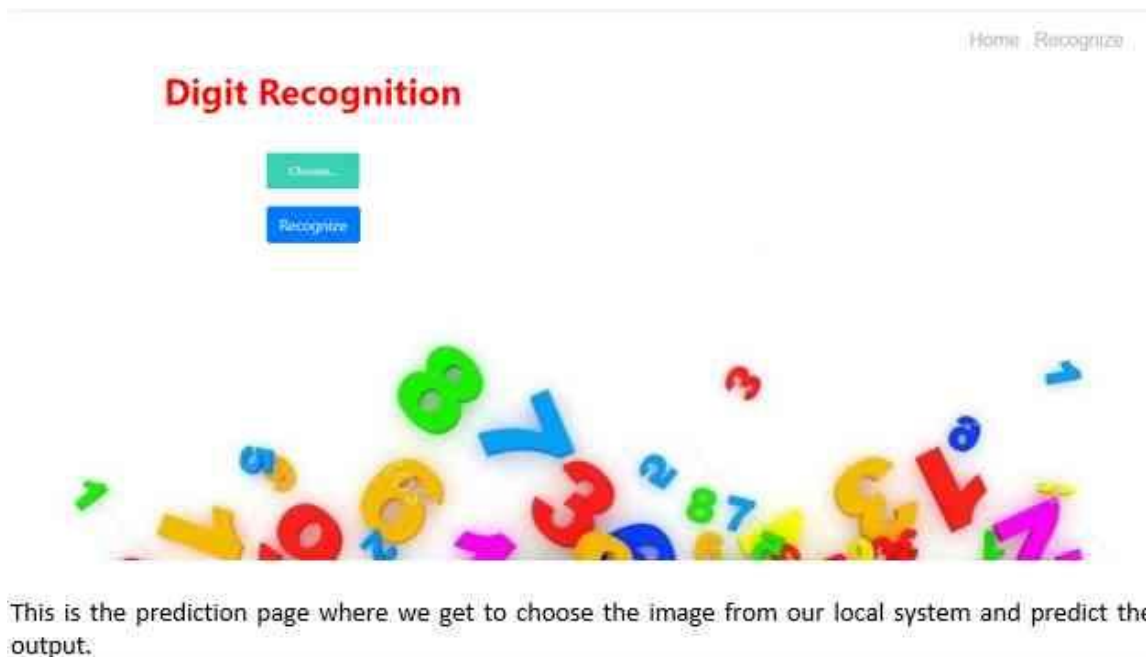 Home Recognize
Digit Recognition
Choose...
Recognize
This is the prediction page where we get to choose the image from our local system and predict the
output.